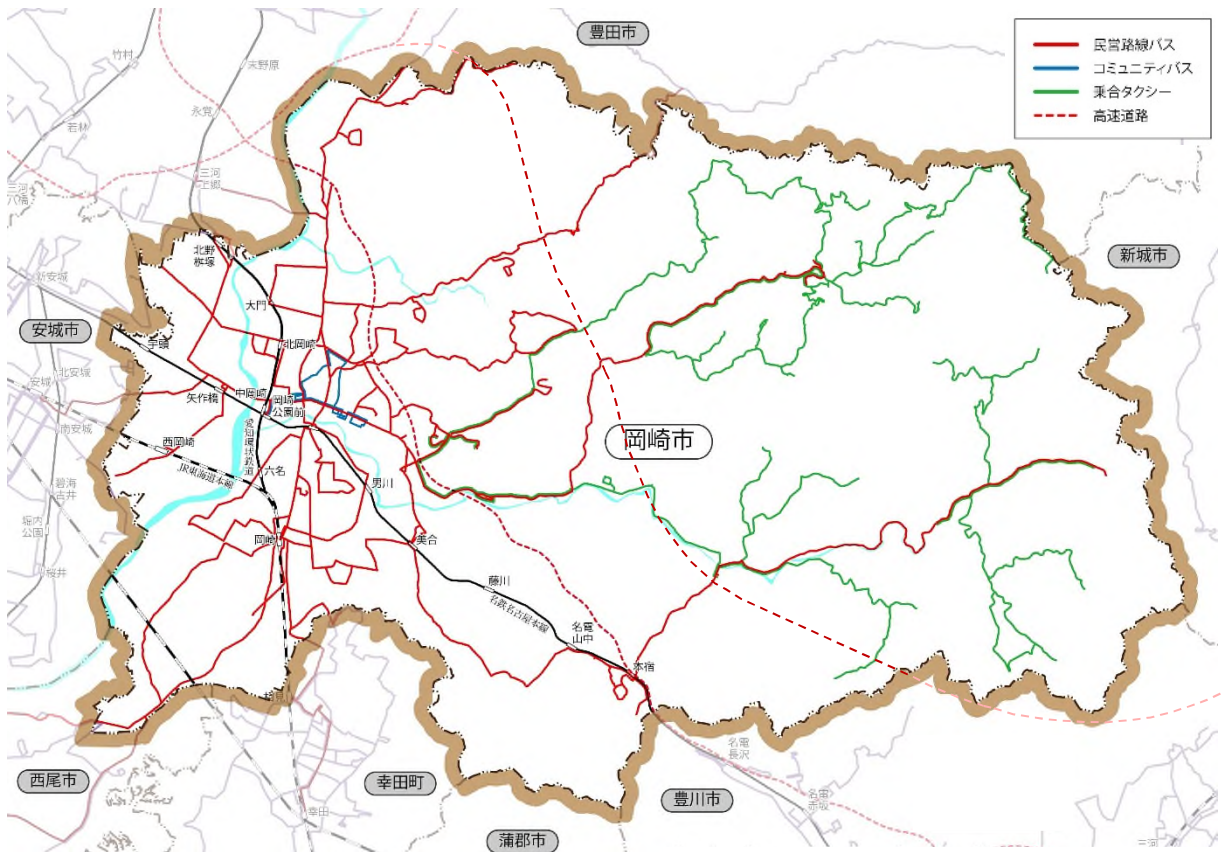 豊田市
民営路線バス
コミュニティバス
乗合タクシー
高速道路
竹村
末野原
永覚
若林
三河
上郷
三河
八橋
北野
桝塚
新安城
新城市
大門
安城市
宇頭
北岡崎
北安城
安城
矢作橋
中岡崎
岡崎
公園前
南安城
西岡崎
愛知環状鉄道
岡崎市
JR東海道本線
六名
男川
碧海
古井
堀内
公園
岡崎
美合
桜井
藤川
名鉄名古屋本線
名電
山中
本宿
相見
名電
長沢
西尾市
幸田町
豊川市
名電
赤坂
幸田
蒲郡市
三河